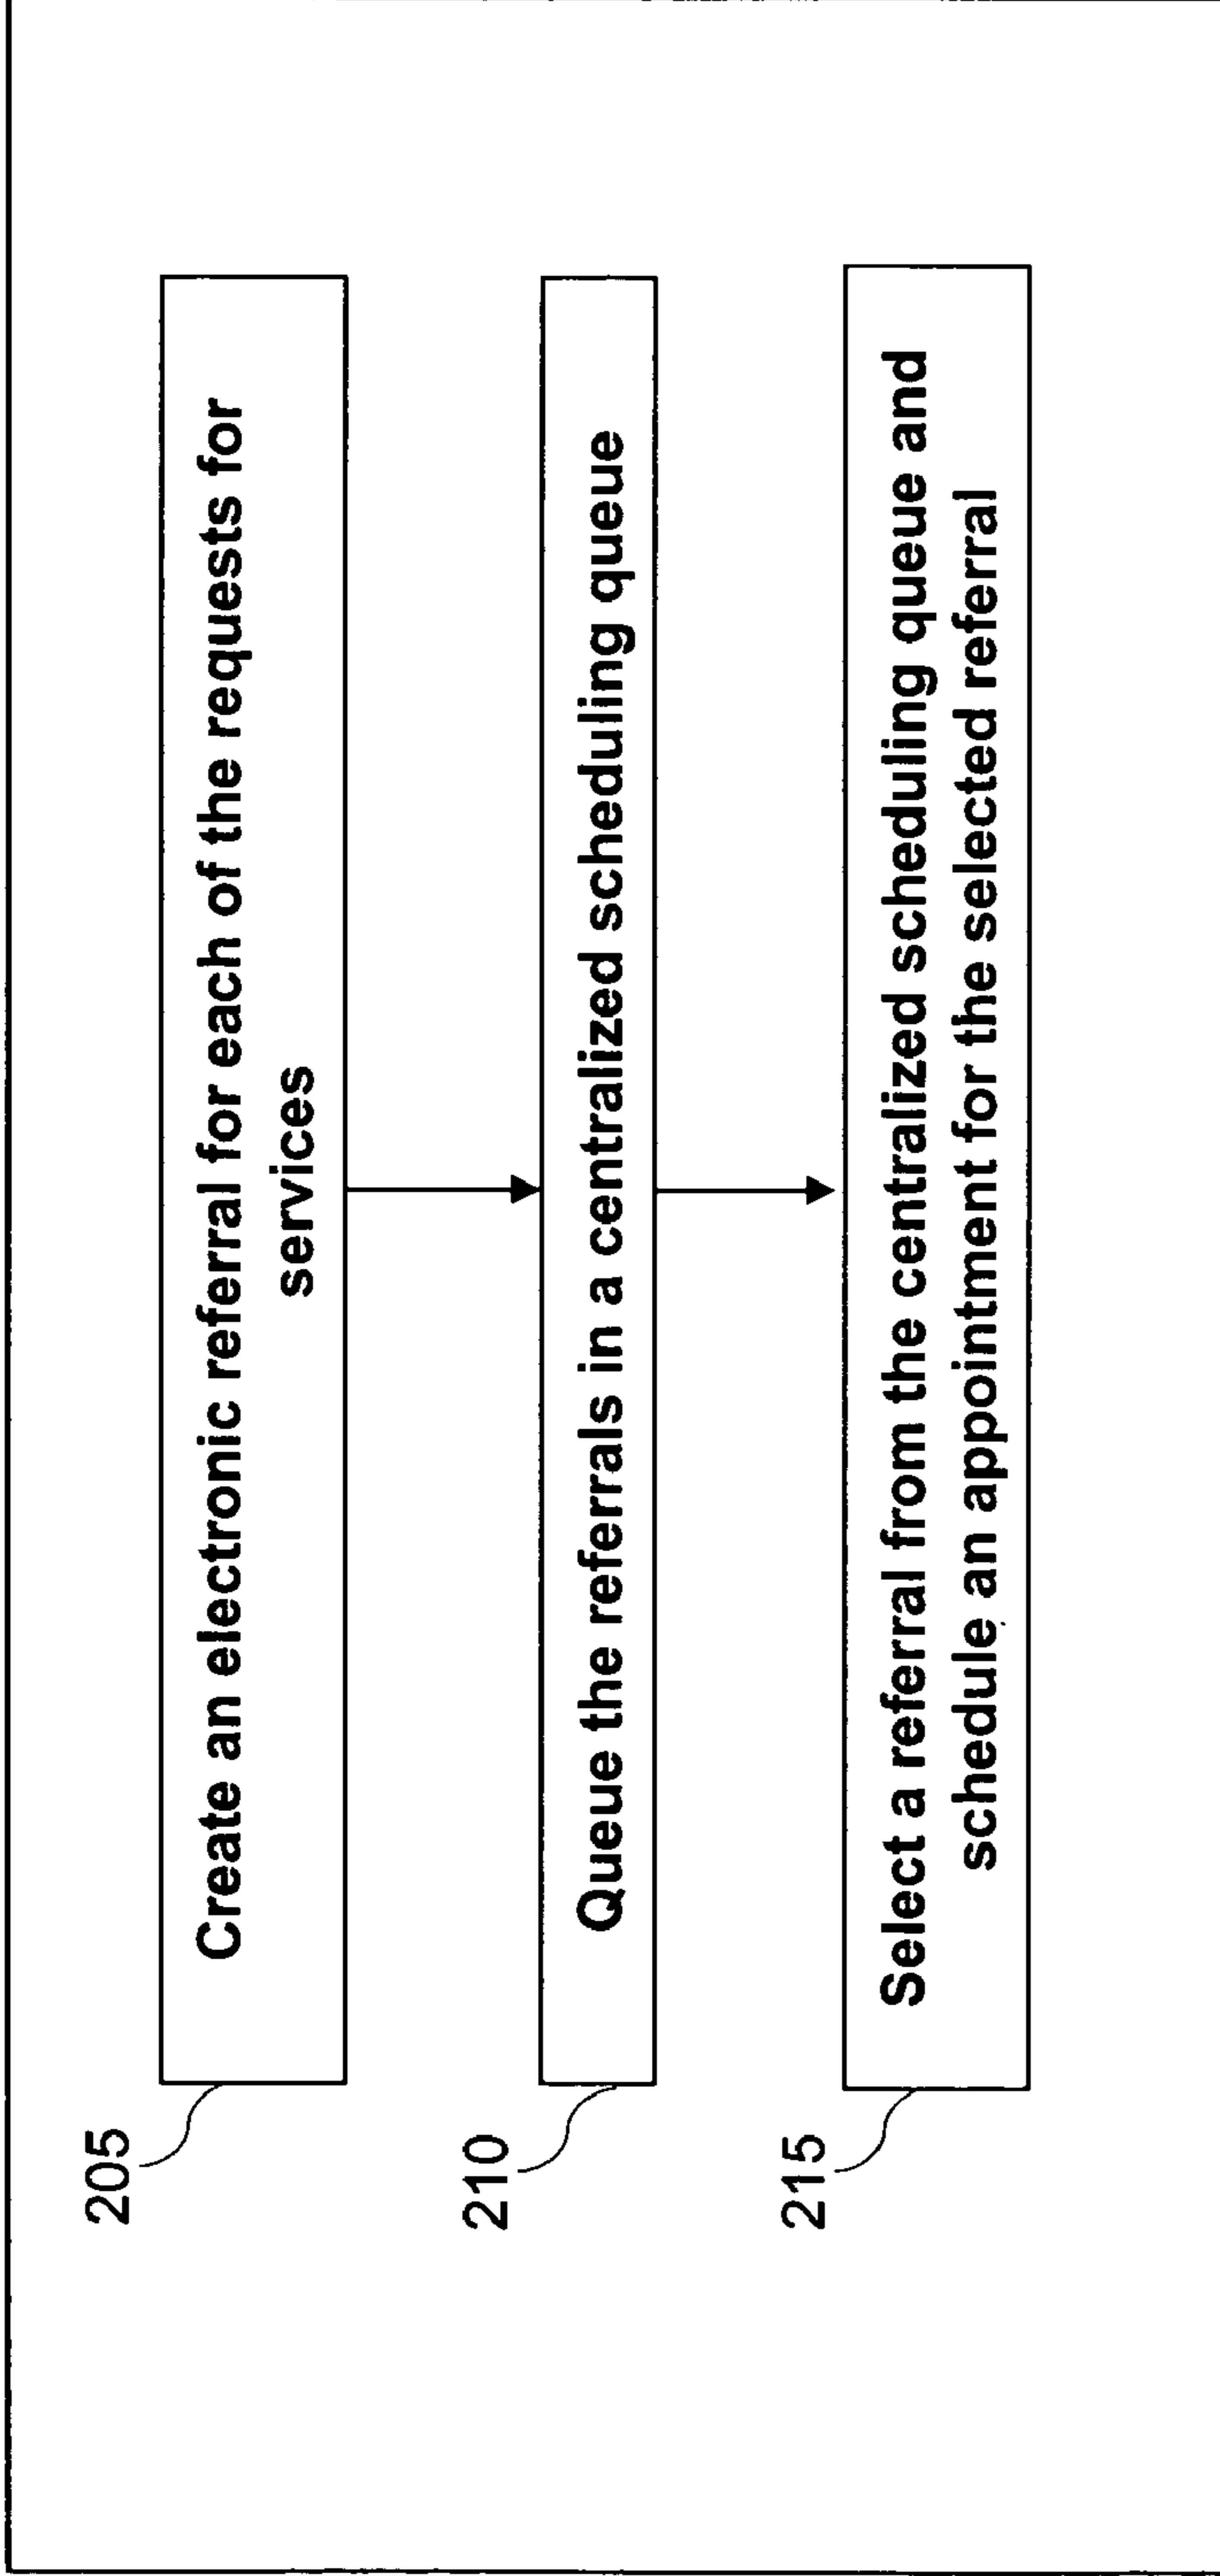 205
Create an electronic referral for each of the requests for
services
210
Queue the referrals in a centralized scheduling queue
215
Select a referral from the centralized scheduling queue and
schedule an appointment for the selected referral